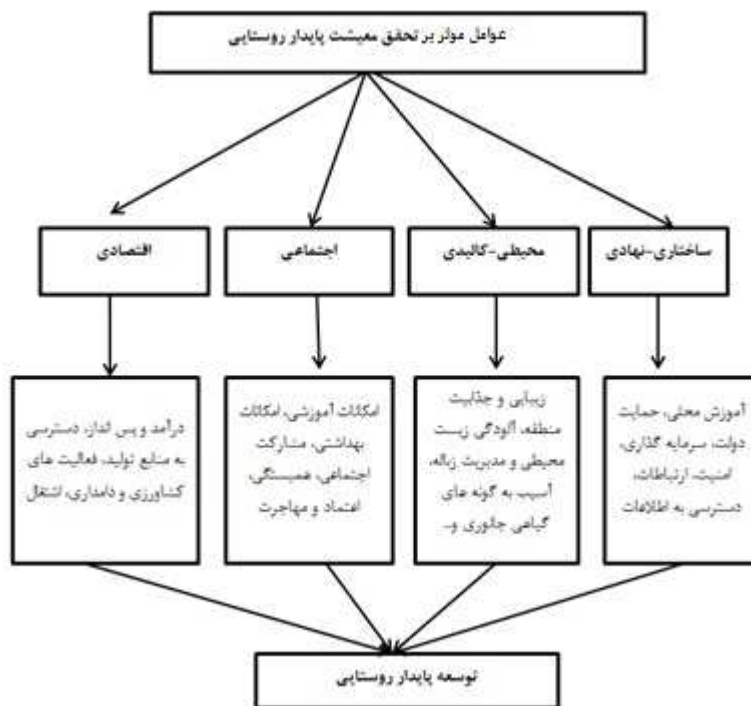 عوامل موثر بر تحقق معیشت پایدار روستایی
ساختاری-نهادی
محیطی-کالبدی
اجتماعی
اقتصادی
آموزش محلی، حمایت
دولت، سرمایه گذاری،
امنیت، ارتباطات،
دسترسی به اطلاعات
زیبایی و جذابیت
منطقه، آلودگی زیست
محیطی و مدیریت زباله،
آسیب به گونه های
گیاهی جانوری و..
امکانات آموزشی، امکانات
بهداشتی، مشارکت
اجتماعی، همبستگی،
اعتماد و مهاجرت
درآمد و پس انداز، دسترسی
به منابع تولید، فعالیت های
کشاورزی و دامداری، اشتغل
توسعه پایدار روستایی